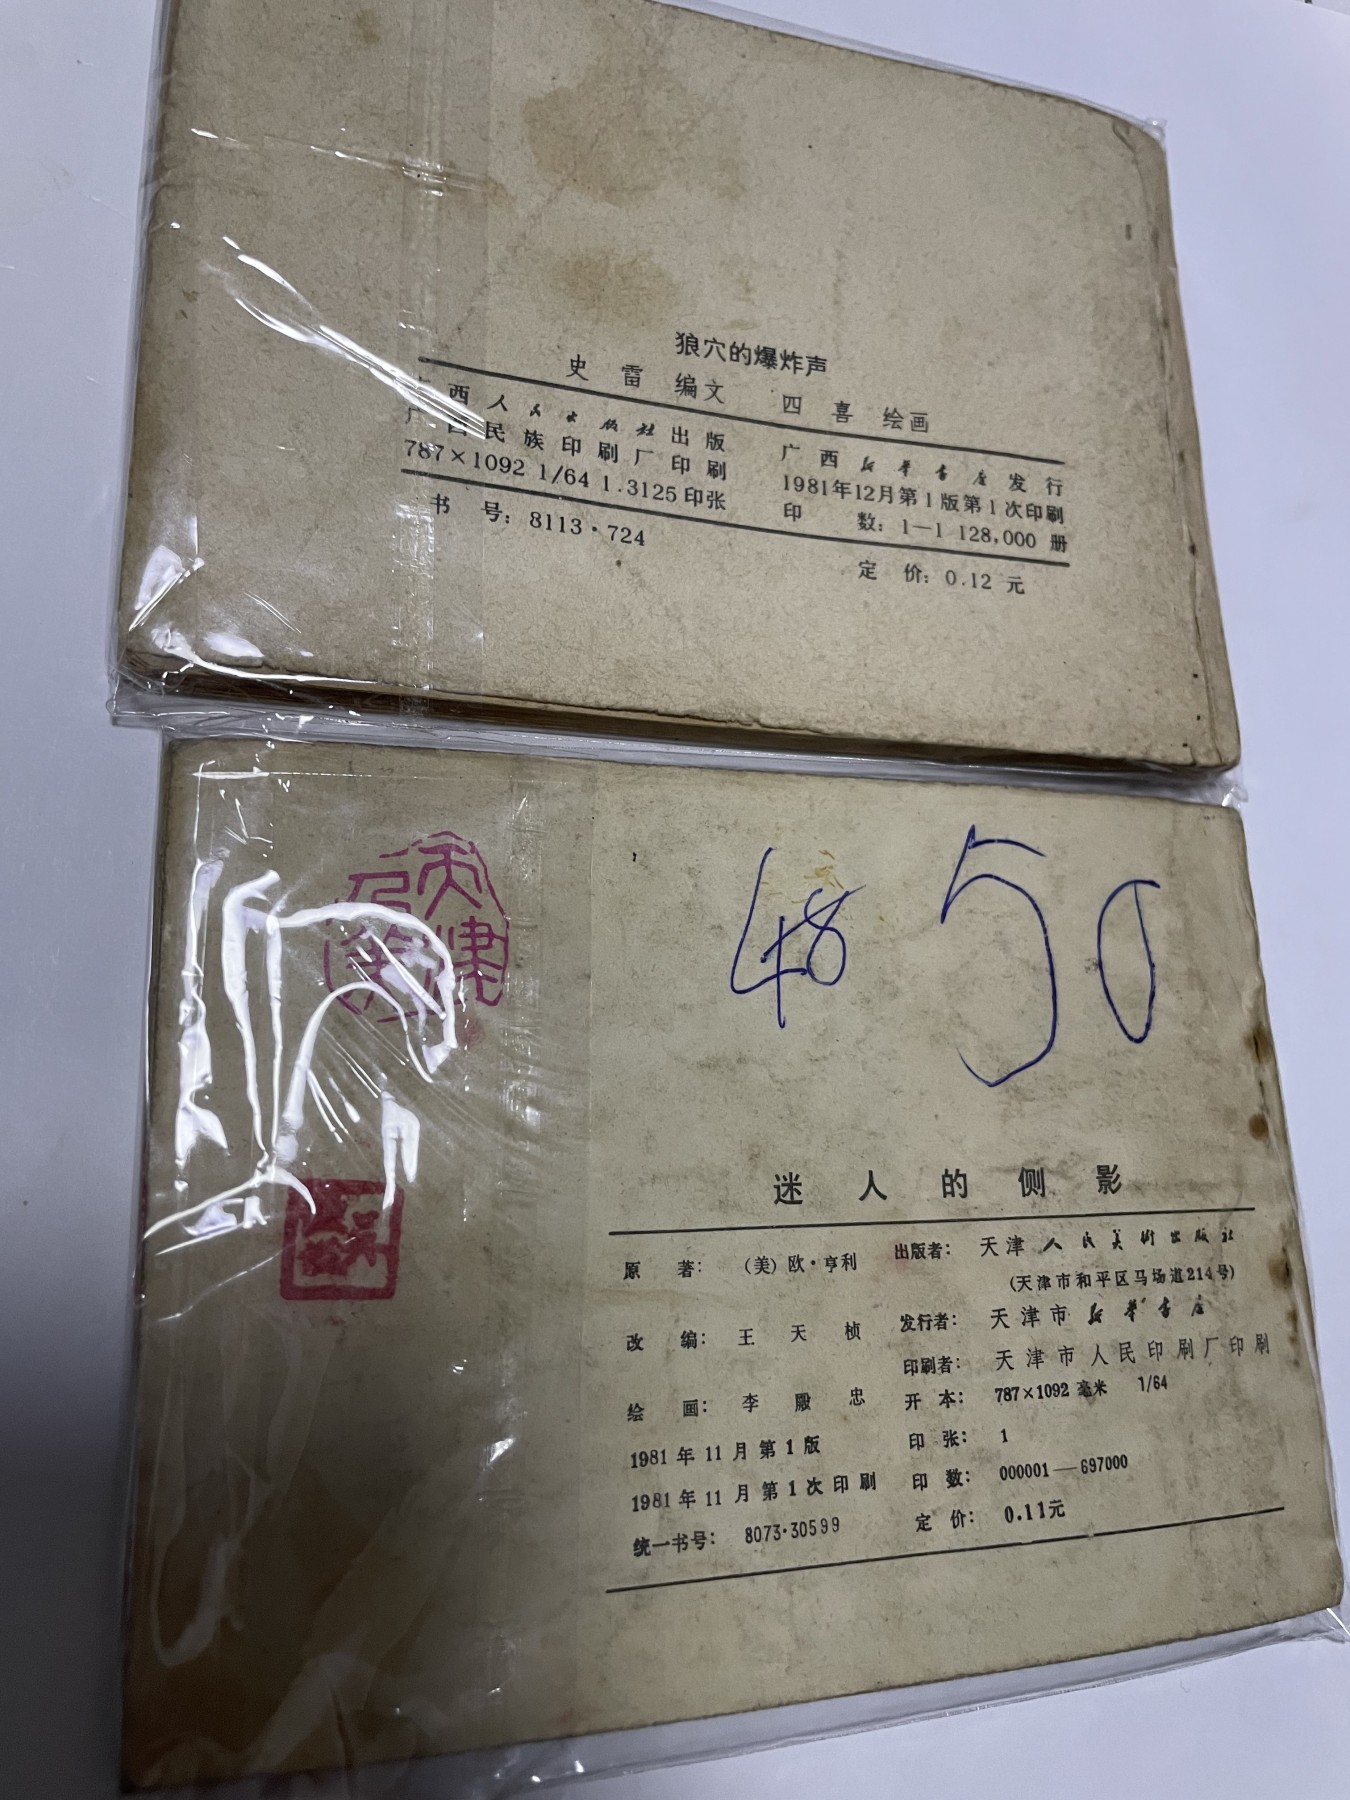 狼穴的爆炸声
史 雷 编文 四 喜 绘画
广西人民出版社出版
广西民族印刷厂印刷
787×1092 1/64 1.3125印张
广西新华书店发行
1981年12月第1版第1次印刷
印 数：1—1 128,000 册
书 号：8113·724
定 价：0.12 元
天津
48 50
迷人的侧影
原 著：（美）欧·亨利
改 编：王 天 桢
绘 画：李 殿 忠
1981年11月第1版
1981年11月第1次印刷
统一书号：8073·30599
出版者：天津人民美术出版社
(天津市和平区马场道214号)
发行者：天津市新华书店
印刷者：天津市人民印刷厂印刷
开 本：787×1092 毫米 1/64
印 张：1
印 数：000001—697000
定 价：0.11元